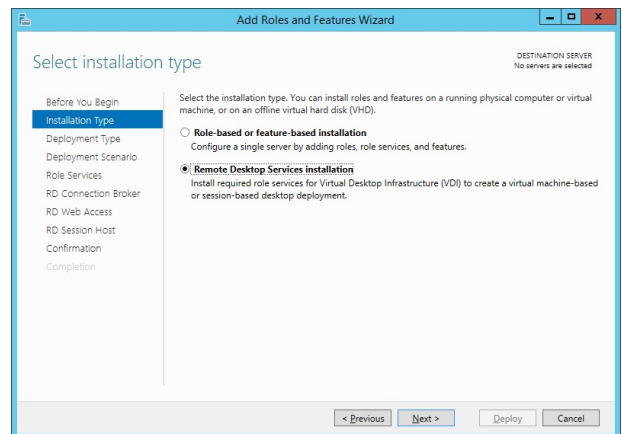 Add Roles and Features Wizard
Select installation type
DESTINATION SERVER
No servers are selected
Before You Begin
Installation Type
Deployment Type
Deployment Scenario
Role Services
RD Connection Broker
RD Web Access
RD Session Host
Confirmation
Completion
Select the installation type. You can install roles and features on a running physical computer or virtual
machine, or on an offline virtual hard disk (VHD).
Role-based or feature-based installation
Configure a single server by adding roles, role services, and features.
Remote Desktop Services installation
Install required role services for Virtual Desktop Infrastructure (VDI) to create a virtual machine-based
or session-based desktop deployment.
< Previous Next > Deploy Cancel